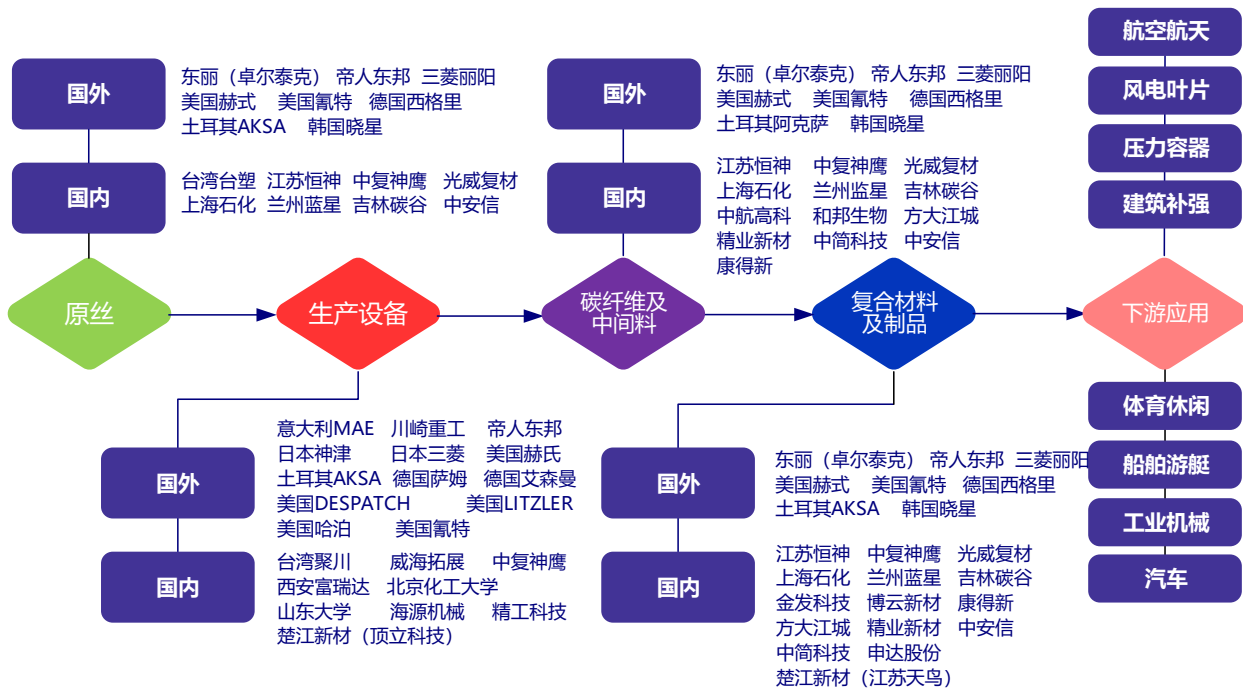 国外
东丽（卓尔泰克） 帝人东邦 三菱丽阳
美国赫式 美国氰特 德国西格里
土耳其AKSA 韩国晓星
国内
台湾台塑 江苏恒神 中复神鹰 光威复材
上海石化 兰州蓝星 吉林碳谷 中安信
原丝
生产设备
国外
意大利MAE 川崎重工 帝人东邦
日本神津 日本三菱 美国赫氏
土耳其AKSA 德国萨姆 德国艾森曼
美国DESPATCH 美国LITZLER
美国哈泊 美国氰特
国内
台湾聚川 威海拓展 中复神鹰
西安富瑞达 北京化工大学
山东大学 海源机械 精工科技
楚江新材（顶立科技）
国外
东丽（卓尔泰克） 帝人东邦 三菱丽阳
美国赫式 美国氰特 德国西格里
土耳其阿克萨 韩国晓星
国内
江苏恒神 中复神鹰 光威复材
上海石化 兰州监星 吉林碳谷
中航高科 和邦生物 方大江城
精业新材 中简科技 中安信
康得新
碳纤维及
中间料
复合材料
及制品
国外
东丽（卓尔泰克） 帝人东邦 三菱丽阳
美国赫式 美国氰特 德国西格里
土耳其AKSA 韩国晓星
国内
江苏恒神 中复神鹰 光威复材
上海石化 兰州蓝星 吉林碳谷
金发科技 博云新材 康得新
方大江城 精业新材 中安信
中简科技 申达股份
楚江新材（江苏天鸟）
航空航天
风电叶片
压力容器
建筑补强
下游应用
体育休闲
船舶游艇
工业机械
汽车